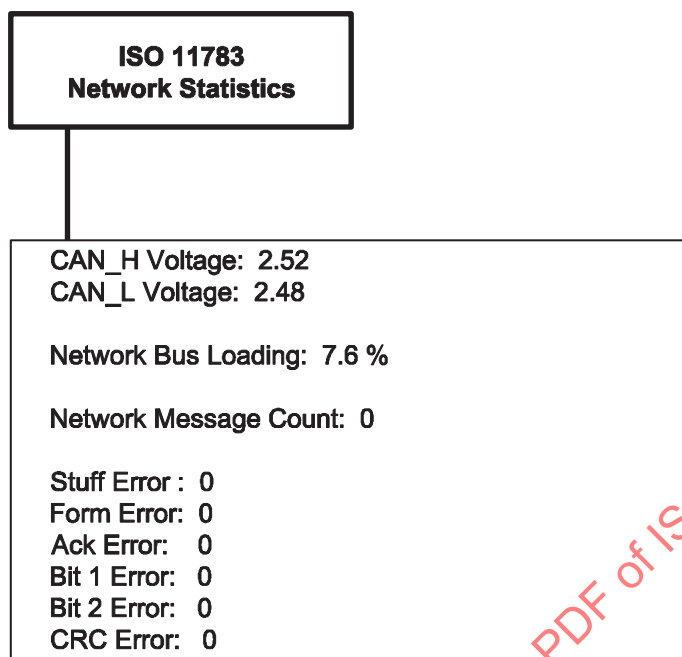 ISO 11783
Network Statistics
CAN_H Voltage: 2.52
CAN_L Voltage: 2.48
Network Bus Loading: 7.6 %
Network Message Count: 0
Stuff Error : 0
Form Error: 0
Ack Error: 0
Bit 1 Error: 0
Bit 2 Error: 0
CRC Error: 0
PDF of IS